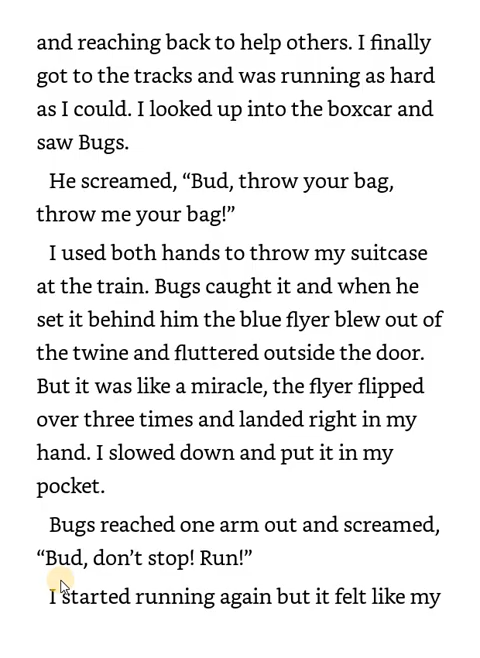 and reaching back to help others. I finally
got to the tracks and was running as hard
as I could. I looked up into the boxcar and
saw Bugs.
He screamed, “Bud, throw your bag,
throw me your bag!”
I used both hands to throw my suitcase
at the train. Bugs caught it and when he
set it behind him the blue flyer blew out of
the twine and fluttered outside the door.
But it was like a miracle, the flyer flipped
over three times and landed right in my
hand. I slowed down and put it in my
pocket.
Bugs reached one arm out and screamed,
“Bud, don’t stop! Run!”
I started running again but it felt like my